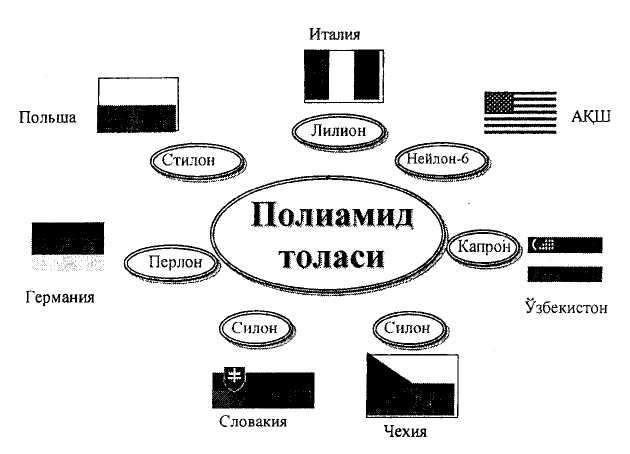 Италия
Польша
АҚШ
Лилион
Стилон
Нейлон-6
Полиамид
толаси
Капрон
Перлон
Германия
Ўзбекистон
Силон
Силон
Словакия
Чехия